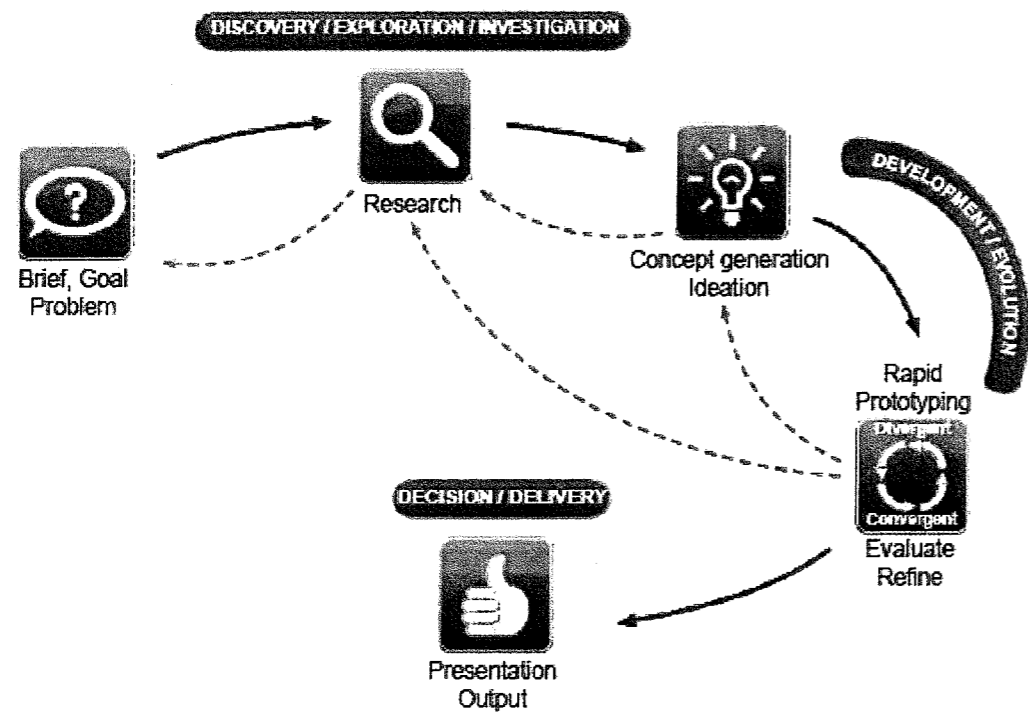 DISCOVERY / EXPLORATION / INVESTIGATION
?
Brief, Goal
Problem
Research
Concept generation
Ideation
DEVELOPMENT / EVOLUTION
Rapid
Prototyping
Divergent
Convergent
Evaluate
Refine
DECISION / DELIVERY
Presentation
Output